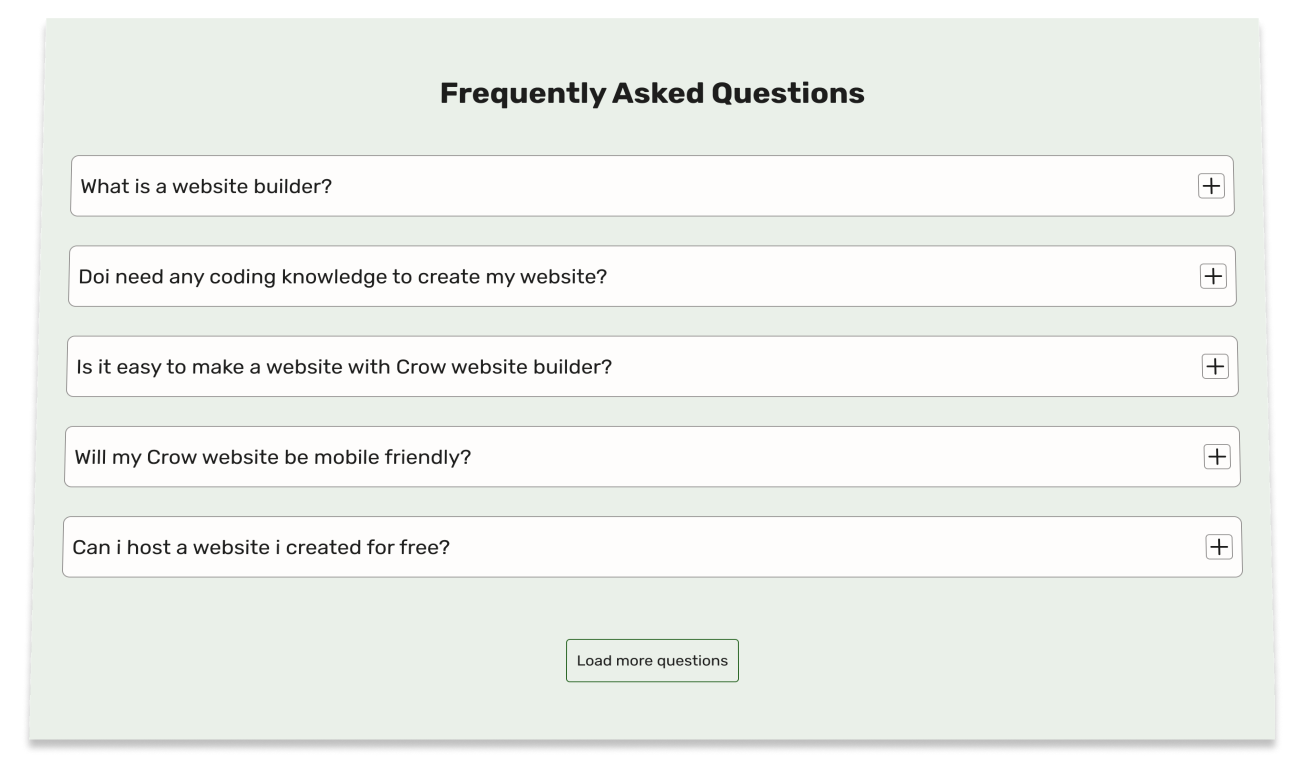 Frequently Asked Questions
What is a website builder?
Doi need any coding knowledge to create my website?
Is it easy to make a website with Crow website builder?
Will my Crow website be mobile friendly?
Can i host a website i created for free?
Load more questions